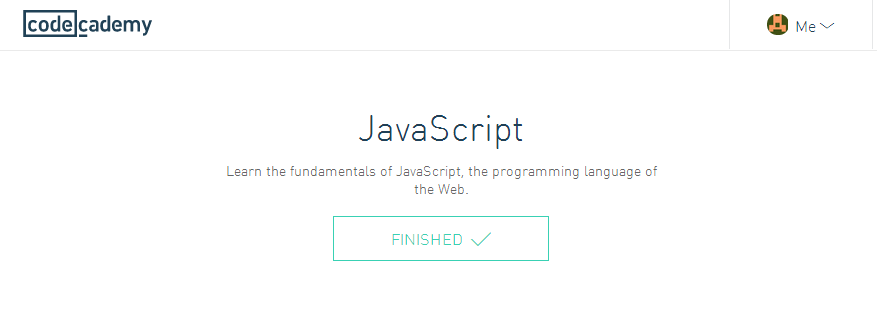 codecademy
Me
JavaScript
Learn the fundamentals of JavaScript, the programming language of
the Web.
FINISHED